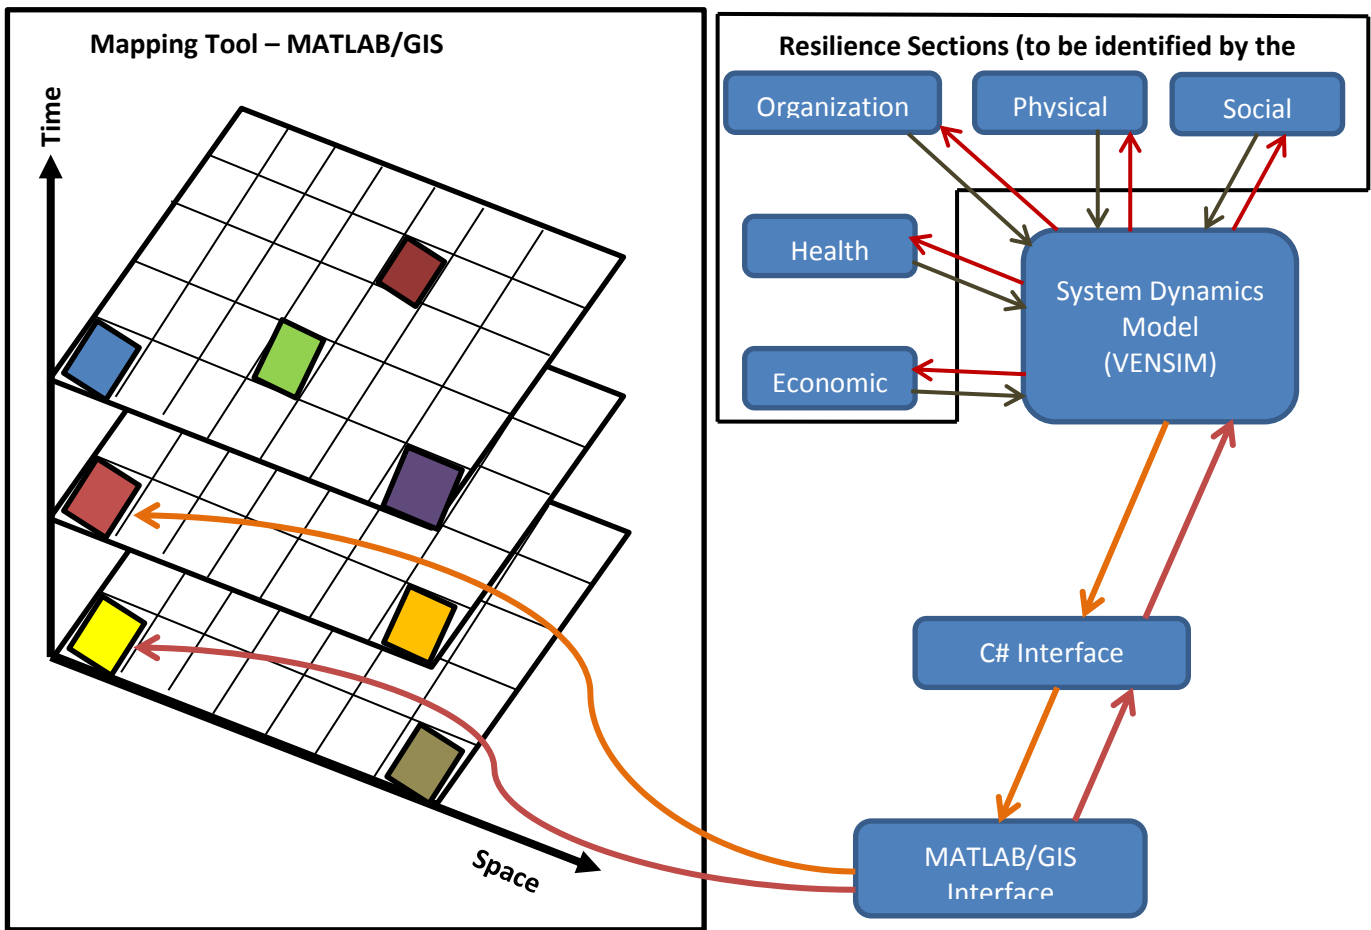 Mapping Tool – MATLAB/GIS
Time
Space
Resilience Sections (to be identified by the
Organization
Physical
Social
Health
Economic
System Dynamics
Model
(VENSIM)
C# Interface
MATLAB/GIS
Interface